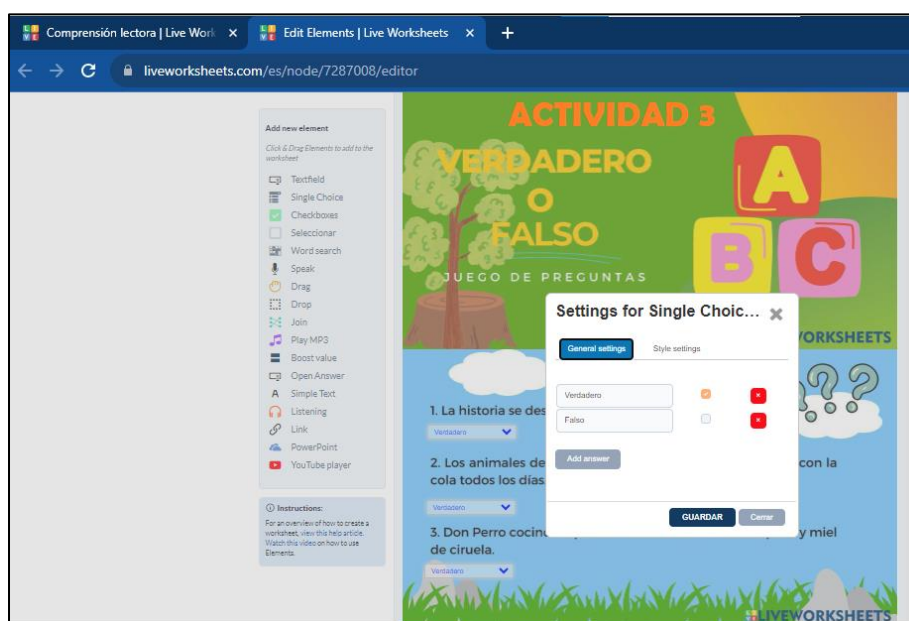 Comprensión lectora | Live Work
Edit Elements | Live Worksheets
liveworksheets.com/es/node/7287008/editor
Add new element
Click & Drag Elements to add to the
worksheet
Textfield
Single Choice
Checkboxes
Seleccionar
Word search
Speak
Drag
Drop
Join
Play MP3
Boost value
Open Answer
Simple Text
Listening
Link
PowerPoint
YouTube player
Instructions:
For an overview of how to create a
worksheet, view this help article.
Watch this video on how to use
Elements.
ACTIVIDAD 3
VERDADERO
O
FALSO
JUEGO DE PREGUNTAS
A
B C
WORKSHEETS
Settings for Single Choic...
General settings Style settings
Verdadero
Falso
Add answer
GUARDAR Cerrar
1. La historia se des
Verdadero
2. Los animales de con la
cola todos los días
Verdadero
3. Don Perro cocin y miel
de ciruela.
Verdadero
LIVEWORKSHEETS